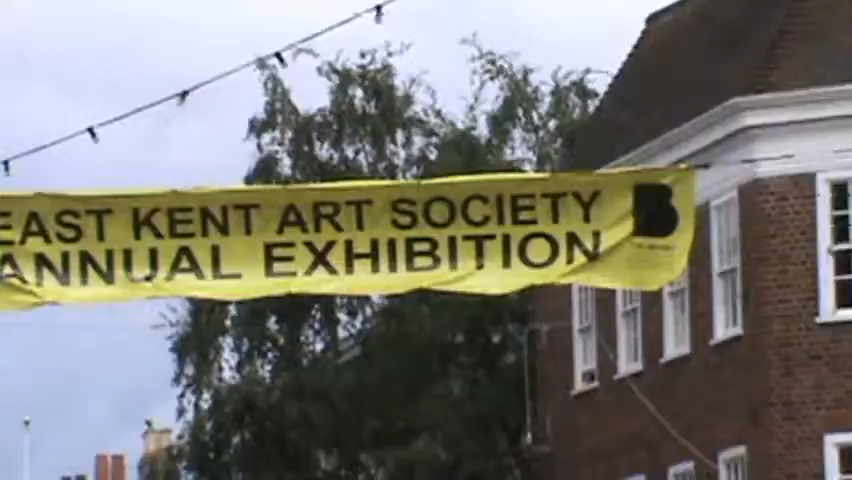 EAST KENT ART SOCIETY
ANNUAL EXHIBITION
B